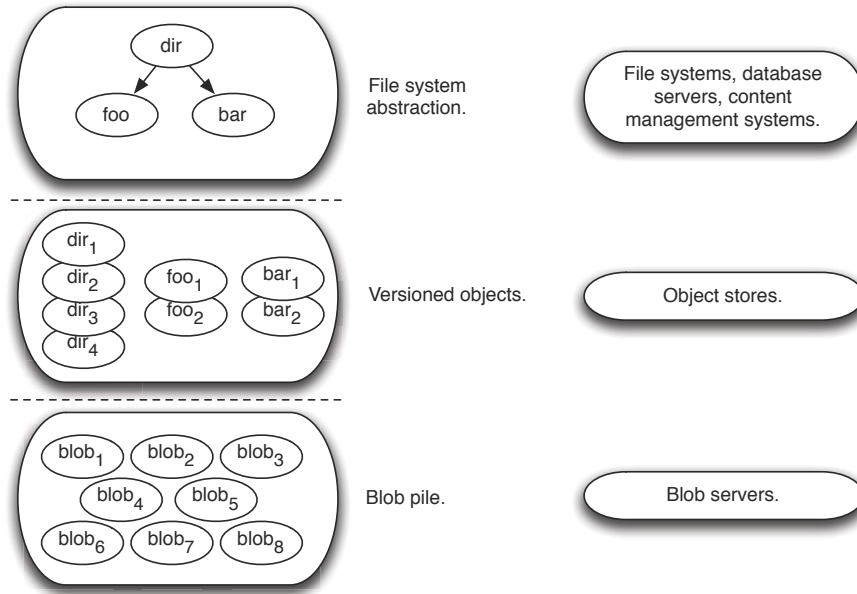 dir
foo
bar
File system
abstraction.
File systems, database
servers, content
management systems.
dir1
dir2
dir3
dir4
foo1
foo2
bar1
bar2
Versioned objects.
Object stores.
blob1
blob2
blob3
blob4
blob5
blob6
blob7
blob8
Blob pile.
Blob servers.